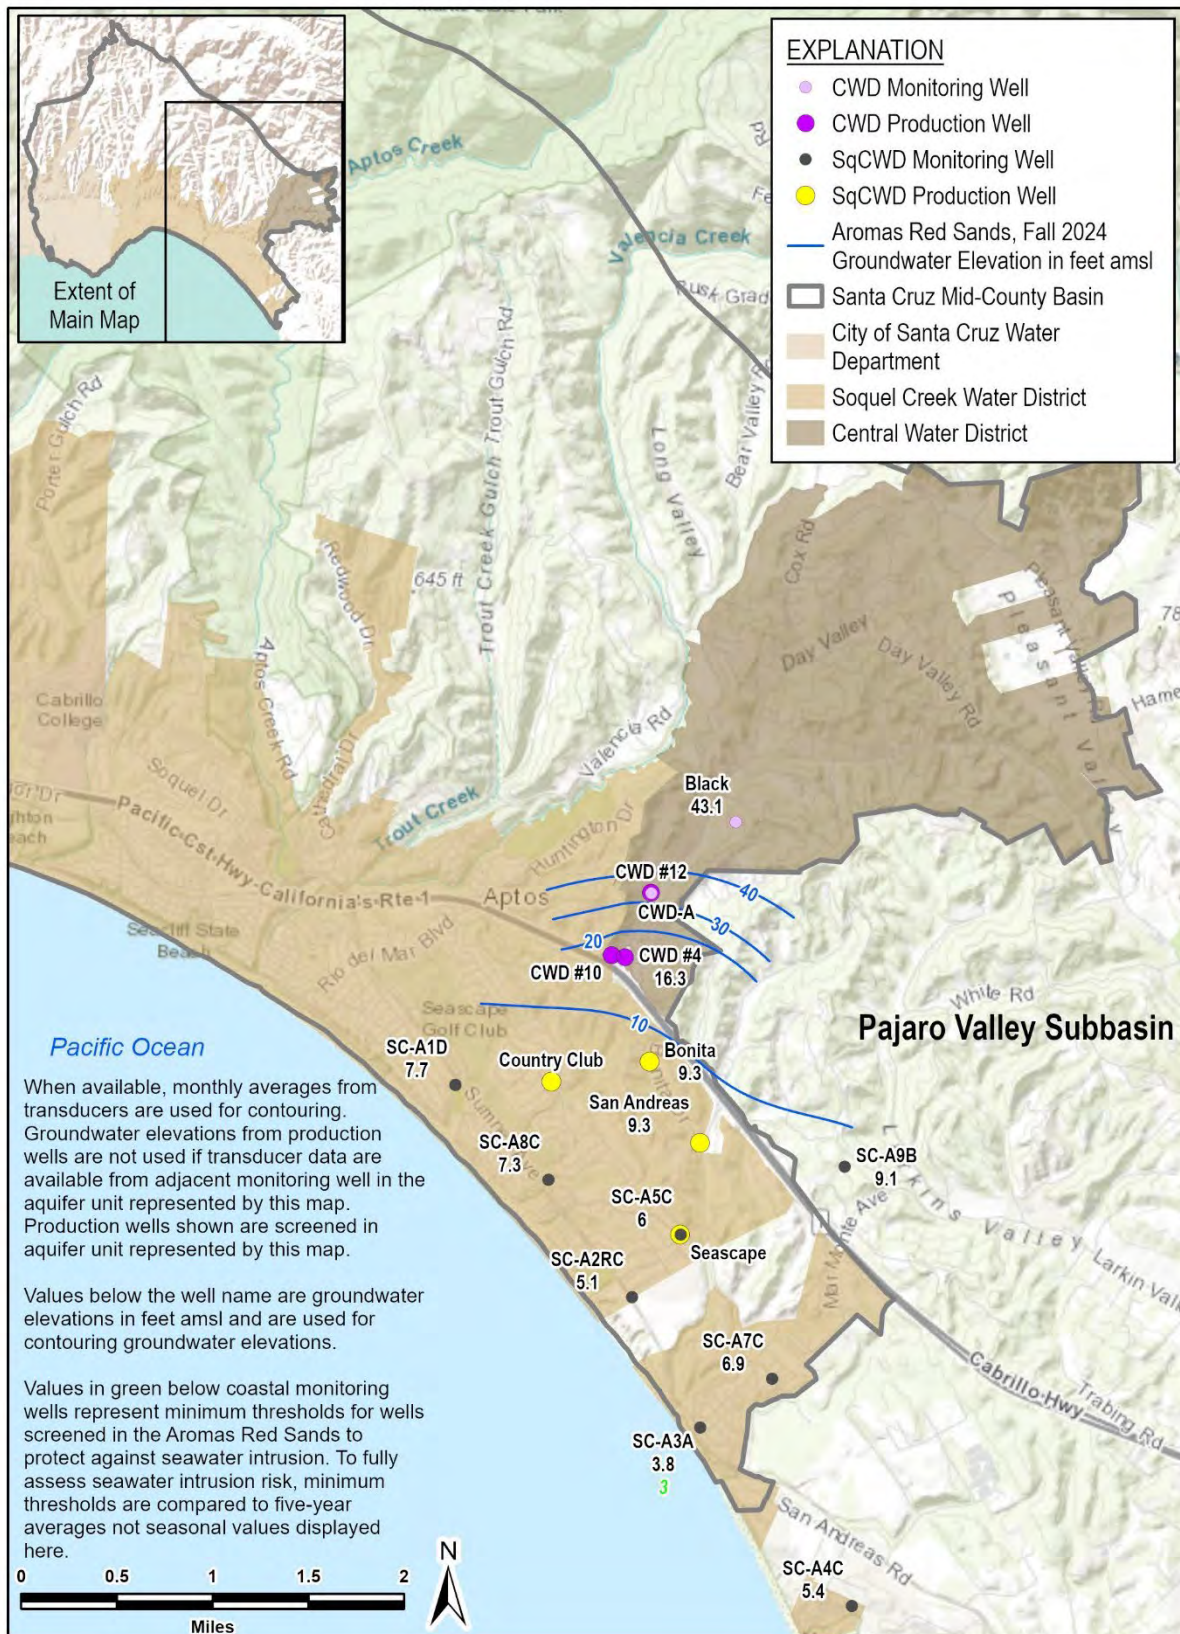 EXPLANATION
CWD Monitoring Well
CWD Production Well
SqCWD Monitoring Well
SqCWD Production Well
Aromas Red Sands, Fall 2024
Groundwater Elevation in feet amsl
Santa Cruz Mid-County Basin
City of Santa Cruz Water
Department
Soquel Creek Water District
Central Water District
Extent of
Main Map
Aptos Creek
Valencia Creek
Rusk Grad
Rd
Fe
Porter Gulch Rd
Trout Creek Gulch Trout Gulch Rd
Long Valley
Bear Valley Rd
Cox Rd
Redwood Dr
645 ft
Pleasant Valley Rd
Pleasant Valley
78
Day Valley
Day Valley Rd
Hame
Aptos Creek Rd
Cabrillo
College
Valencia Rd
Cathedral Dr
Soquel Dr
Trout Creek
Huntington Dr
Black
43.1
Pacific-Cst-Hwy-California's-Rte-1
Aptos
CWD #12
CWD-A
40
30
20
Seacliff State
Beach
Rio del Mar Blvd
CWD #10
CWD #4
16.3
White Rd
Seascape
Golf Club
10
Pajaro Valley Subbasin
Pacific Ocean
SC-A1D
7.7
Country Club
Bonita
9.3
San Andreas
9.3
SC-A8C
7.3
SC-A9B
9.1
Larkins Valley
Larkin Val
SC-A5C
6
Seascape
Mar Monte Ave
SC-A2RC
5.1
SC-A7C
6.9
Cabrillo Hwy
Trabing Rd
SC-A3A
3.8
3
San Andreas Rd
SC-A4C
5.4
When available, monthly averages from
transducers are used for contouring.
Groundwater elevations from production
wells are not used if transducer data are
available from adjacent monitoring well in the
aquifer unit represented by this map.
Production wells shown are screened in
aquifer unit represented by this map.
Values below the well name are groundwater
elevations in feet amsl and are used for
contouring groundwater elevations.
Values in green below coastal monitoring
wells represent minimum thresholds for wells
screened in the Aromas Red Sands to
protect against seawater intrusion. To fully
assess seawater intrusion risk, minimum
thresholds are compared to five-year
averages not seasonal values displayed
here.
0 0.5 1 1.5 2
Miles
N